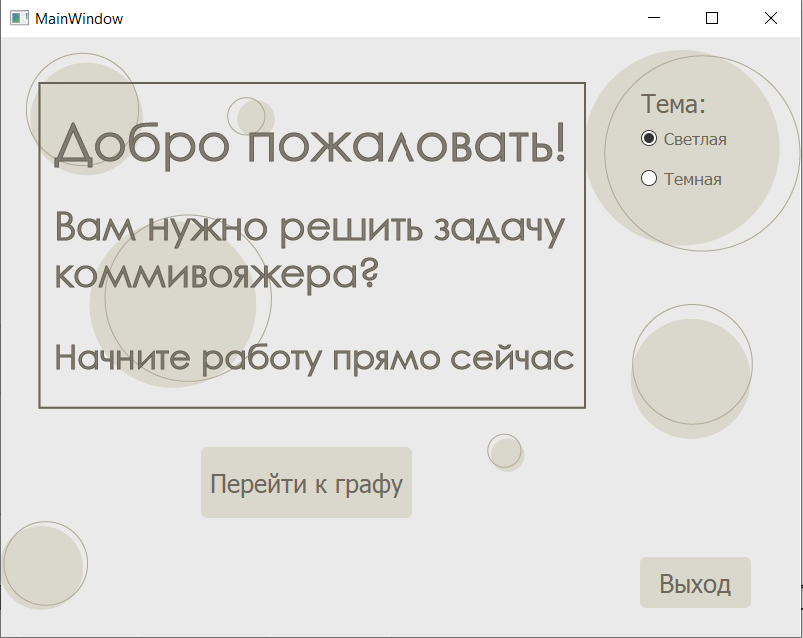 MainWindow
Добро пожаловать!
Вам нужно решить задачу
коммивояжера?
Начните работу прямо сейчас
Тема:
Светлая
Темная
Перейти к графу
Выход